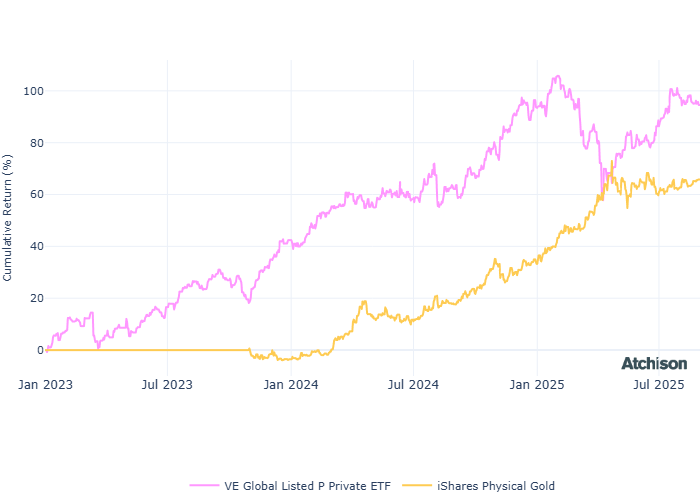 Cumulative Return (%)
100
80
60
40
20
0
Jan 2023
Jul 2023
Jan 2024
Jul 2024
Jan 2025
Jul 2025
Atchison
VE Global Listed P Private ETF
iShares Physical Gold